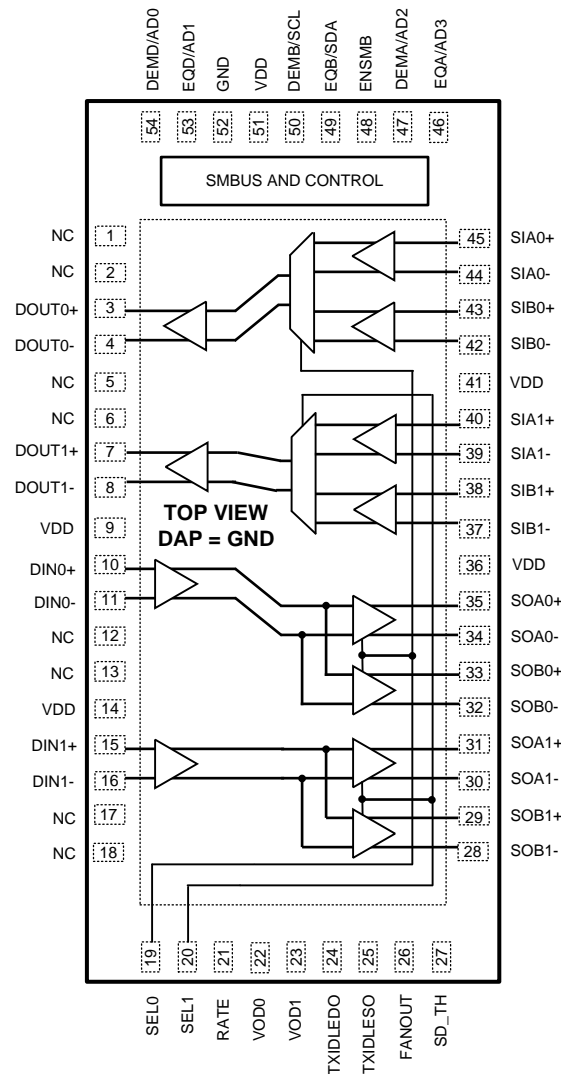 DEMD/AD0
EQD/AD1
GND
VDD
DEMB/SCL
EQB/SDA
ENSMB
DEMA/AD2
EQA/AD3
54
53
52
51
50
49
48
47
46
SMBUS AND CONTROL
NC 1
45 SIA0+
NC 2
44 SIA0-
DOUT0+ 3
43 SIB0+
DOUT0- 4
42 SIB0-
NC 5
41 VDD
NC 6
40 SIA1+
DOUT1+ 7
39 SIA1-
DOUT1- 8
38 SIB1+
VDD 9
37 SIB1-
TOP VIEW
DAP = GND
36 VDD
DIN0+ 10
35 SOA0+
DIN0- 11
34 SOA0-
NC 12
33 SOB0+
NC 13
32 SOB0-
VDD 14
31 SOA1+
DIN1+ 15
30 SOA1-
DIN1- 16
29 SOB1+
NC 17
28 SOB1-
NC 18
19
20
21
22
23
24
25
26
27
SEL0
SEL1
RATE
VOD0
VOD1
TXIDLEDO
TXIDLESO
FANOUT
SD_TH